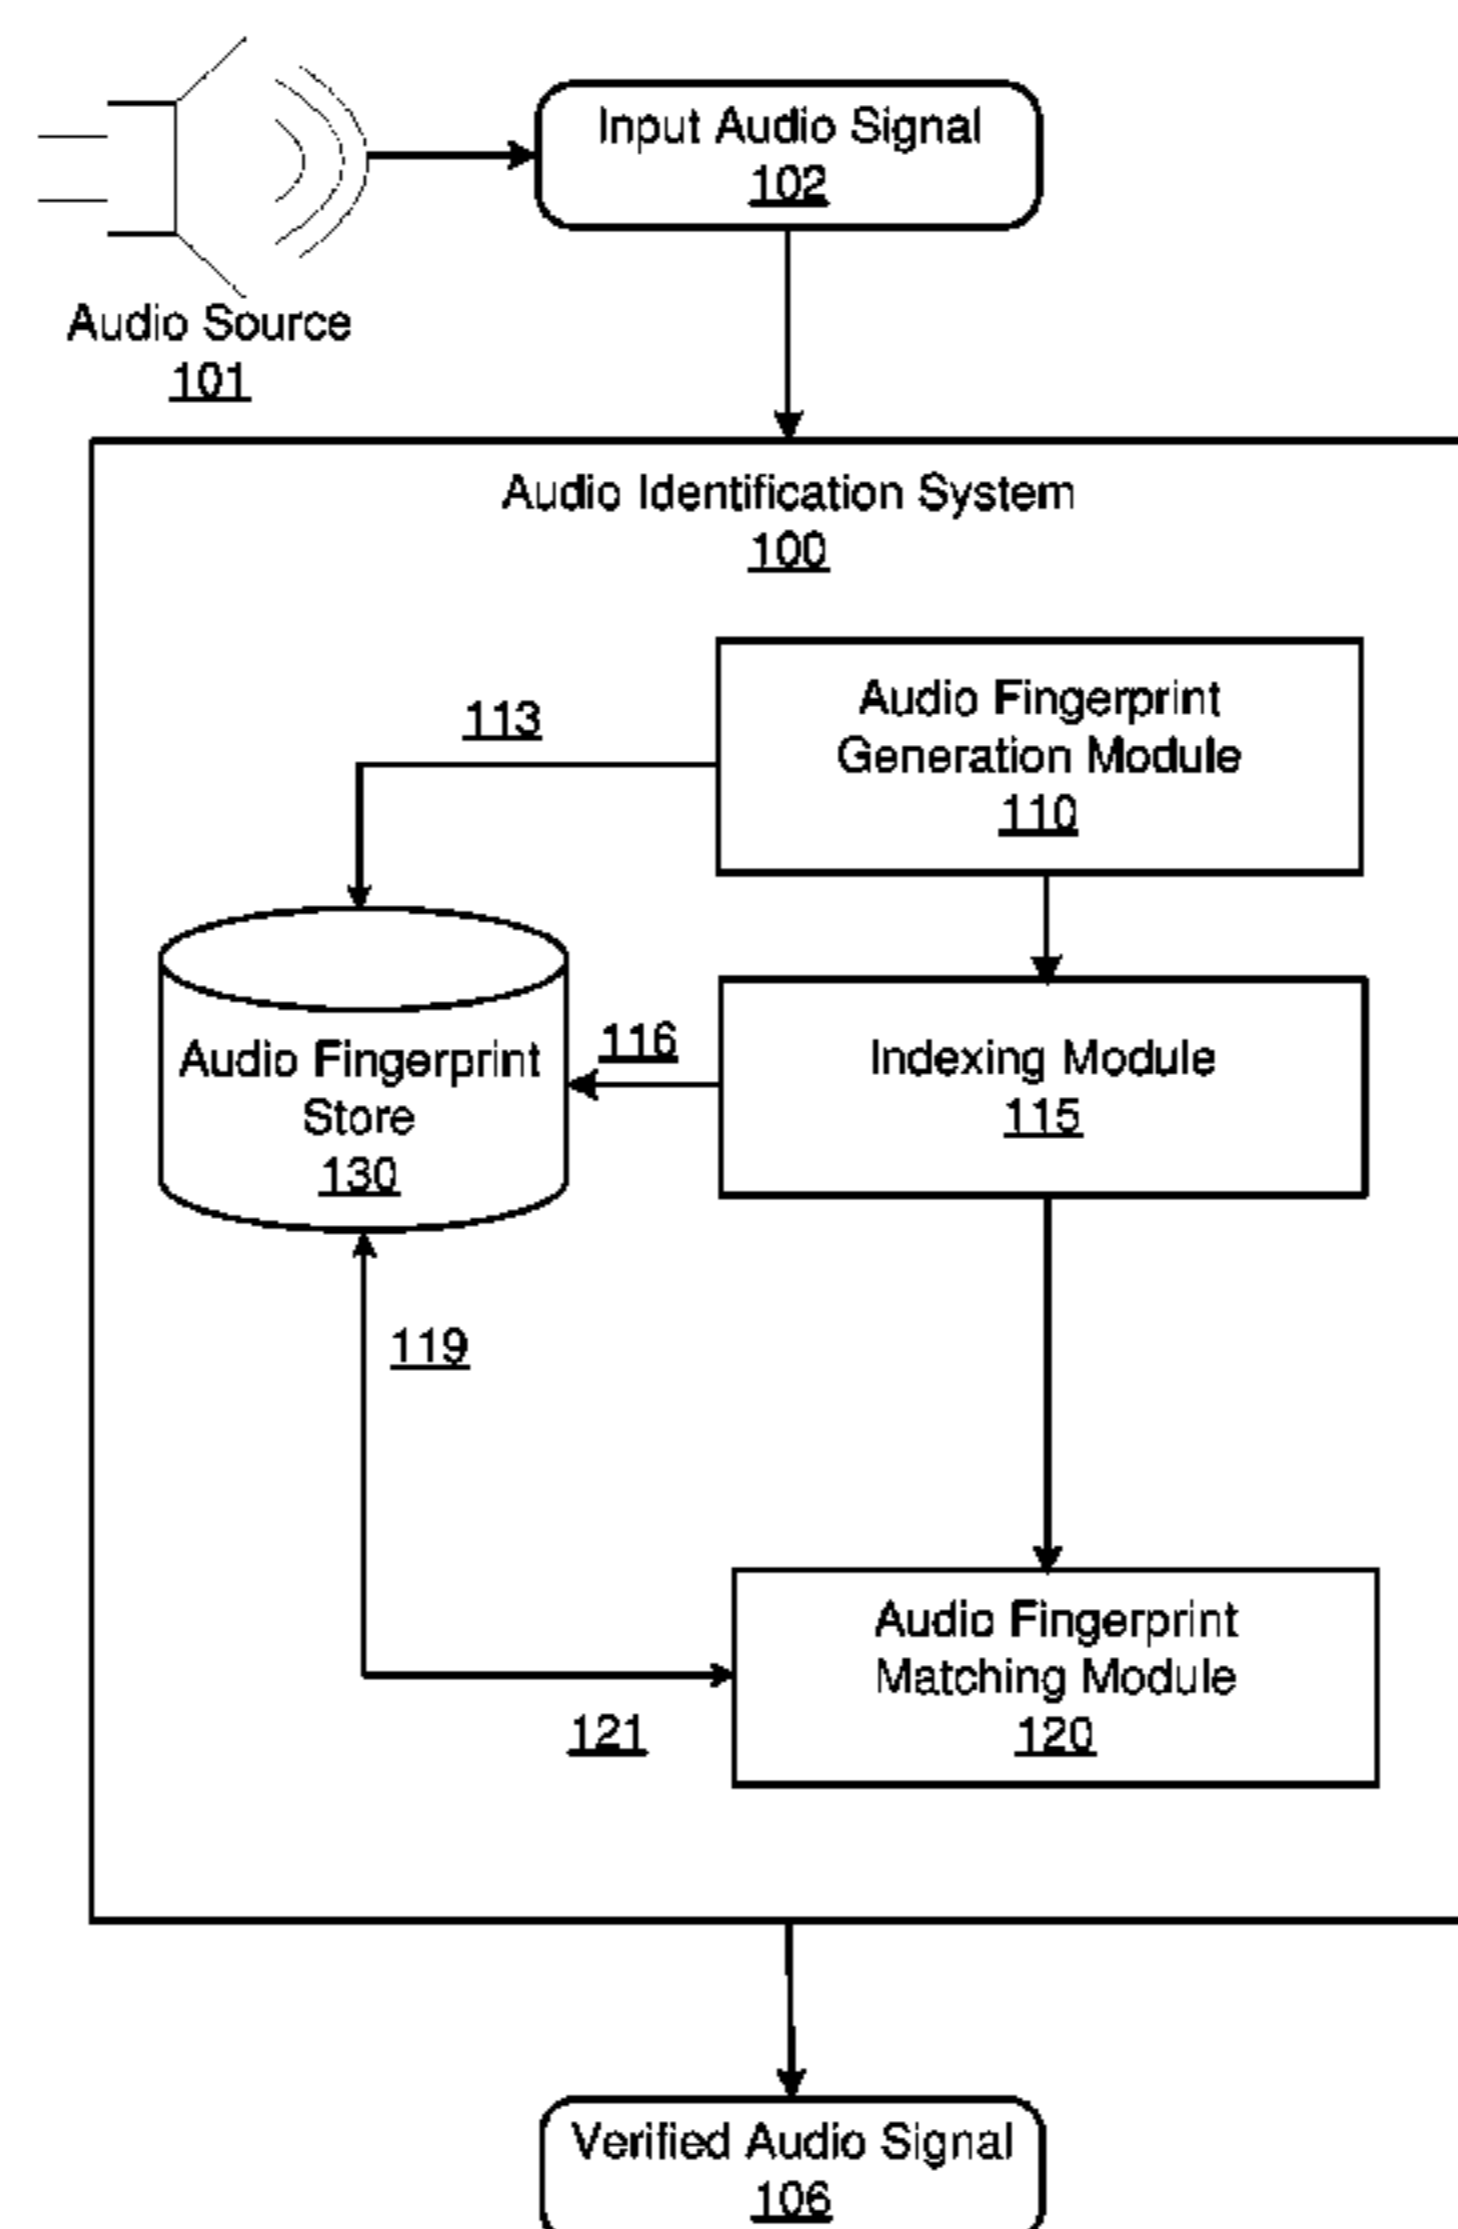 Input Audio Signal
102
Audio Source
101
Audio Identification System
100
Audio Fingerprint
Generation Module
110
113
Audio Fingerprint
Store
130
116
Indexing Module
115
119
Audio Fingerprint
Matching Module
120
121
Verified Audio Signal
106